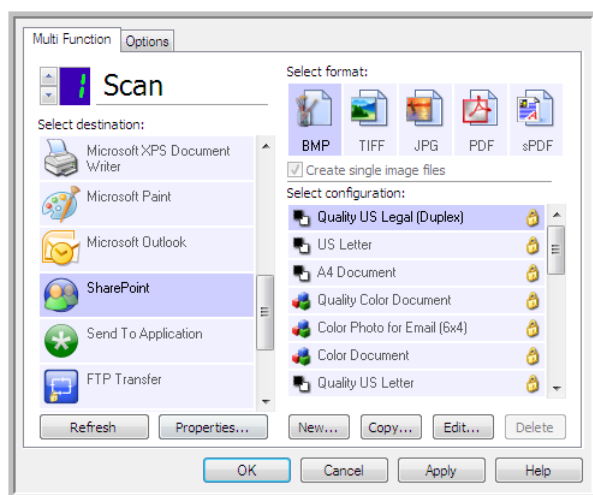 Multi Function
Options
1 Scan
Select destination:
Microsoft XPS Document
Writer
Microsoft Paint
Microsoft Outlook
SharePoint
Send To Application
FTP Transfer
Refresh
Properties...
Select format:
BMP
TIFF
JPG
PDF
sPDF
Create single image files
Select configuration:
Quality US Legal (Duplex)
US Letter
A4 Document
Quality Color Document
Color Photo for Email (6x4)
Color Document
Quality US Letter
New...
Copy...
Edit...
Delete
OK
Cancel
Apply
Help